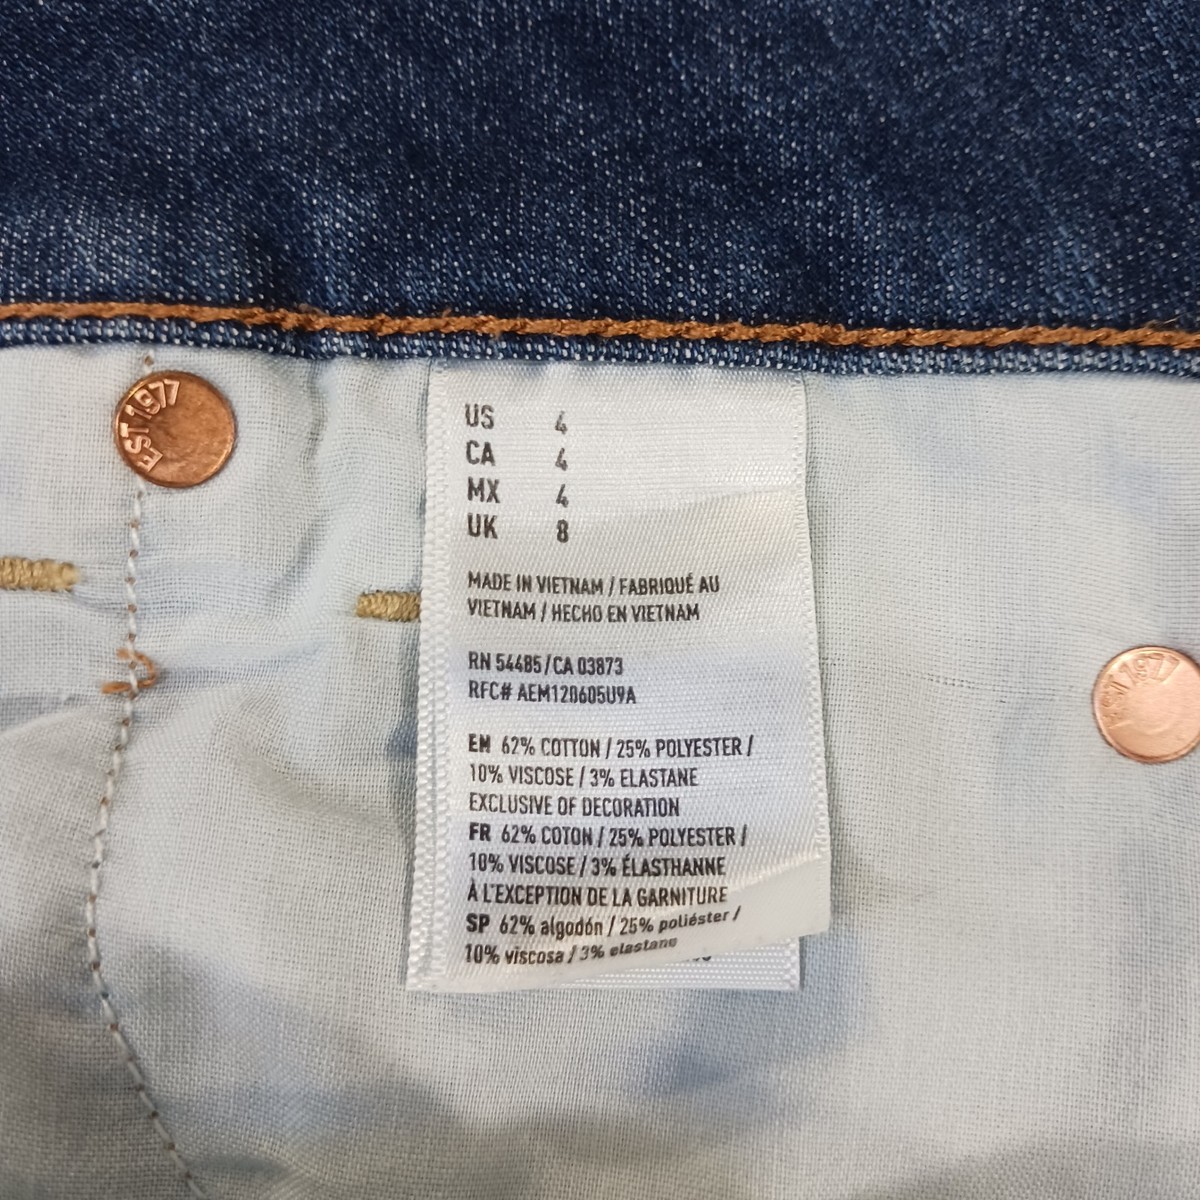 EST 1977
US 4
CA 4
MX 4
UK 8
MADE IN VIETNAM / FABRIQUÉ AU
VIETNAM / HECHO EN VIETNAM
RN 54485/CA 03873
RFC# AEM120605U9A
EN 62% COTTON / 25% POLYESTER /
10% VISCOSE / 3% ELASTANE
EXCLUSIVE OF DECORATION
FR 62% COTON / 25% POLYESTER /
10% VISCOSE / 3% ÉLASTHANNE
À L'EXCEPTION DE LA GARNITURE
SP 62% algodón / 25% poliéster /
10% viscosa / 3% elastano
EST 1977